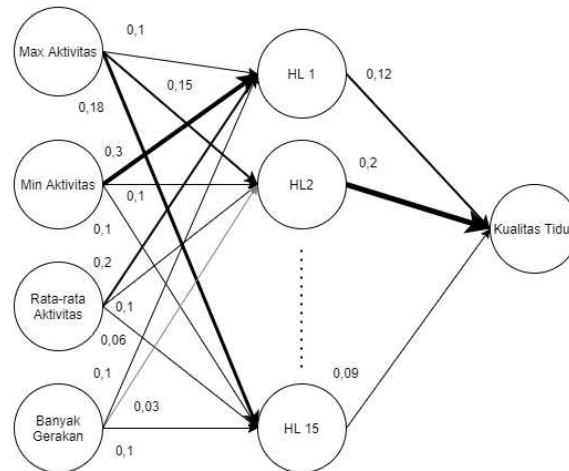 0,1
Max Aktivitas
HL 1
0,12
0,15
0,18
0,3
0,2
Min Aktivitas
0,1
HL2
0,1
Kualitas Tidu
0,2
Rata-rata
Aktivitas
0,1
0,06
0,1
0,09
0,03
Banyak
Gerakan
0,1
HL 15